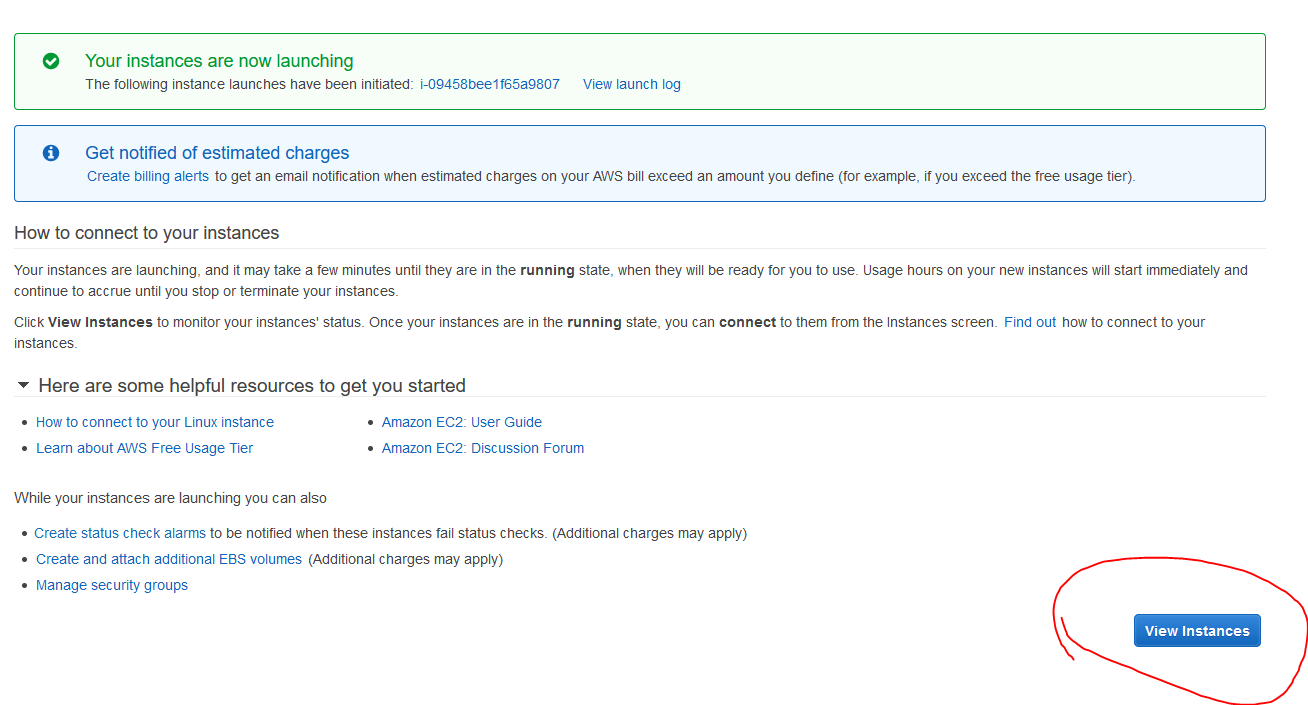 Your instances are now launching
The following instance launches have been initiated: i-09458bee1f65a9807 View launch log
Get notified of estimated charges
Create billing alerts to get an email notification when estimated charges on your AWS bill exceed an amount you define (for example, if you exceed the free usage tier).
How to connect to your instances
Your instances are launching, and it may take a few minutes until they are in the running state, when they will be ready for you to use. Usage hours on your new instances will start immediately and
continue to accrue until you stop or terminate your instances.
Click View Instances to monitor your instances' status. Once your instances are in the running state, you can connect to them from the Instances screen. Find out how to connect to your
instances.
Here are some helpful resources to get you started
• How to connect to your Linux instance • Amazon EC2: User Guide
• Learn about AWS Free Usage Tier • Amazon EC2: Discussion Forum
While your instances are launching you can also
• Create status check alarms to be notified when these instances fail status checks. (Additional charges may apply)
• Create and attach additional EBS volumes (Additional charges may apply)
• Manage security groups
View Instances